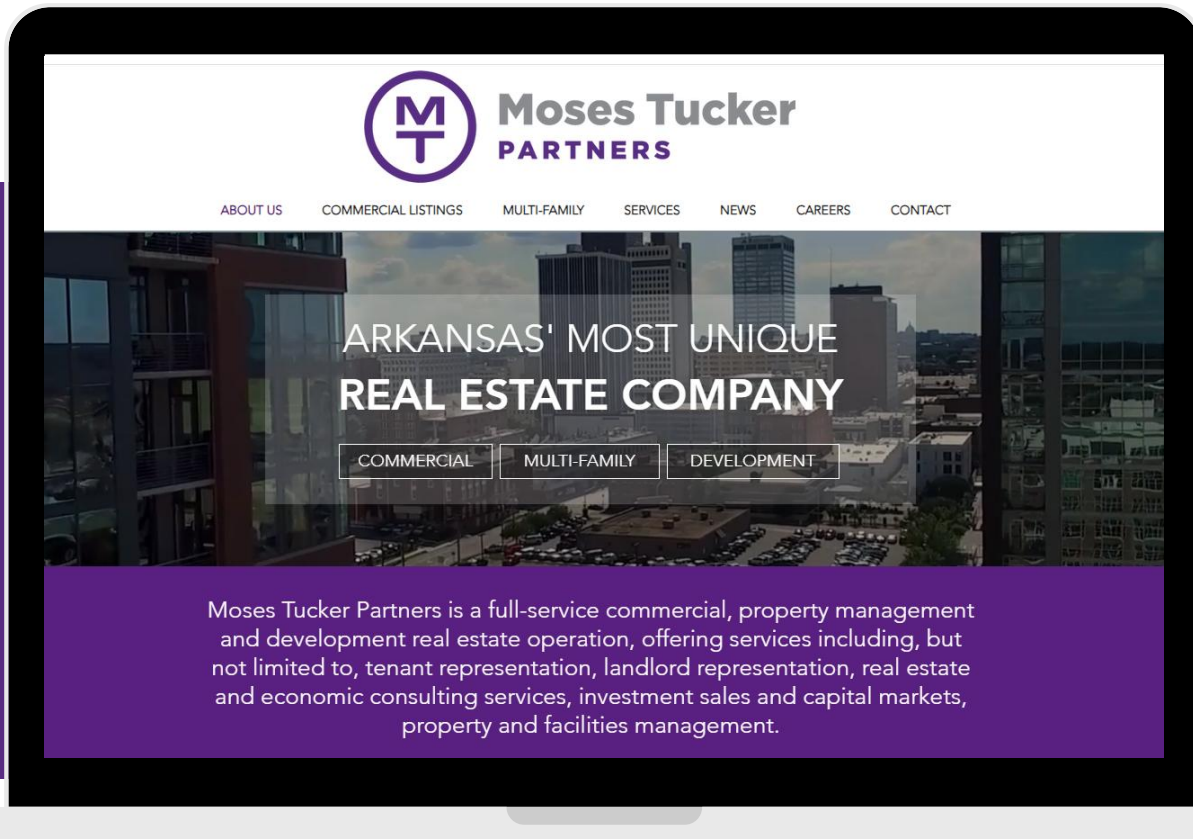 MT
Moses Tucker
PARTNERS
ABOUT US COMMERCIAL LISTINGS MULTI-FAMILY SERVICES NEWS CAREERS CONTACT
ARKANSAS' MOST UNIQUE
REAL ESTATE COMPANY
COMMERCIAL MULTI-FAMILY DEVELOPMENT
Moses Tucker Partners is a full-service commercial, property management
and development real estate operation, offering services including, but
not limited to, tenant representation, landlord representation, real estate
and economic consulting services, investment sales and capital markets,
property and facilities management.